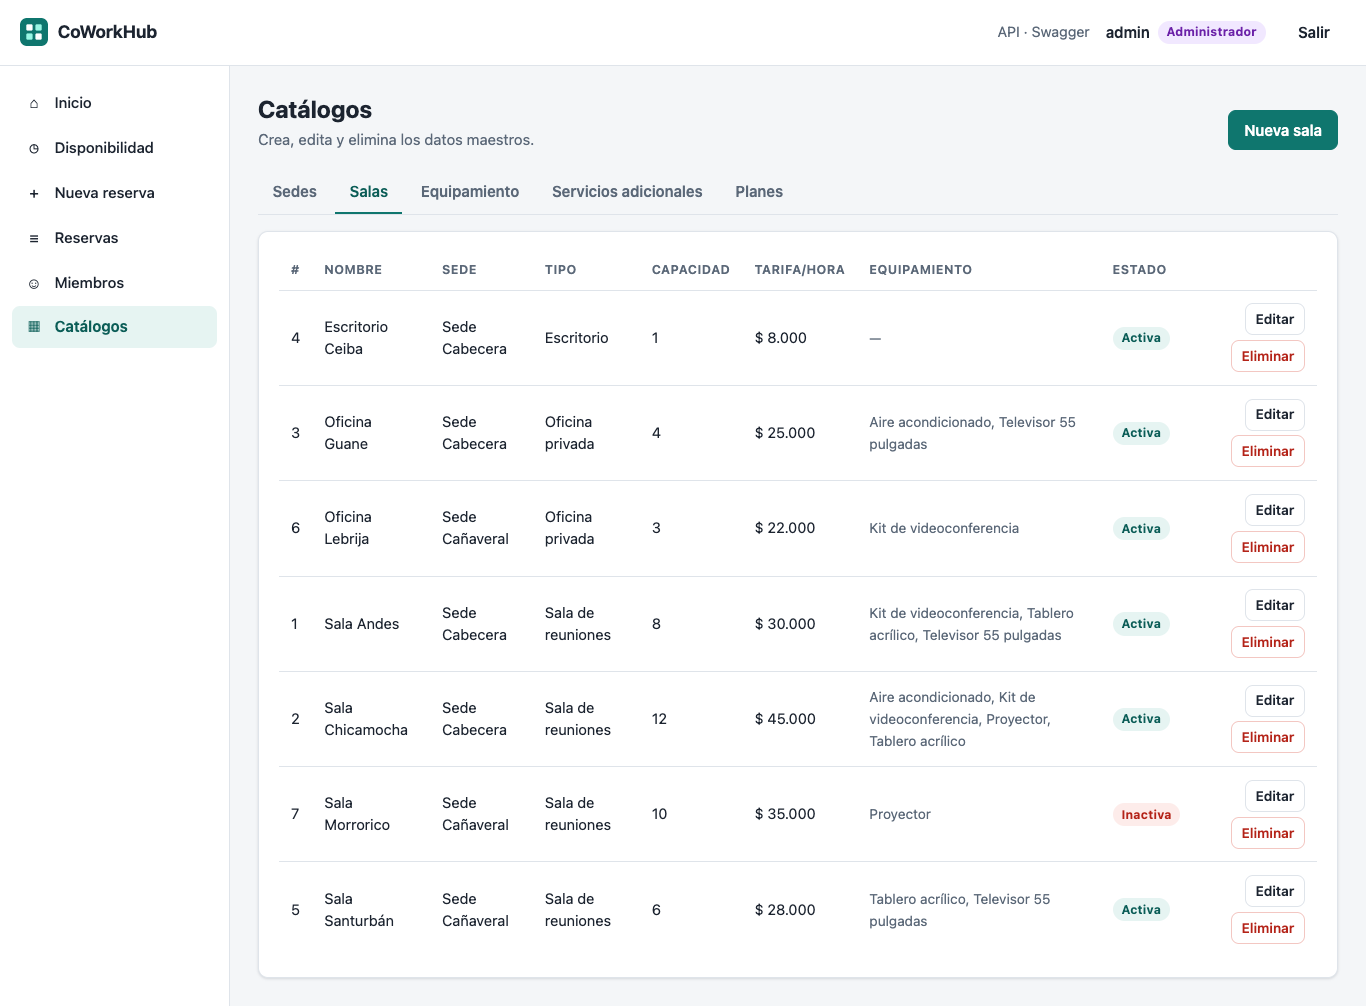 CoWorkHub
API · Swagger admin Administrador Salir
Inicio
Disponibilidad
Nueva reserva
Reservas
Miembros
Catálogos
Catálogos
Crea, edita y elimina los datos maestros.
Nueva sala
Sedes Salas Equipamiento Servicios adicionales Planes
# NOMBRE SEDE TIPO CAPACIDAD TARIFA/HORA EQUIPAMIENTO ESTADO
4 Escritorio Ceiba Sede Cabecera Escritorio 1 $ 8.000 — Activa Editar Eliminar
3 Oficina Guane Sede Cabecera Oficina privada 4 $ 25.000 Aire acondicionado, Televisor 55 pulgadas Activa Editar Eliminar
6 Oficina Lebrija Sede Cañaveral Oficina privada 3 $ 22.000 Kit de videoconferencia Activa Editar Eliminar
1 Sala Andes Sede Cabecera Sala de reuniones 8 $ 30.000 Kit de videoconferencia, Tablero acrílico, Televisor 55 pulgadas Activa Editar Eliminar
2 Sala Chicamocha Sede Cabecera Sala de reuniones 12 $ 45.000 Aire acondicionado, Kit de videoconferencia, Proyector, Tablero acrílico Activa Editar Eliminar
7 Sala Morrorico Sede Cañaveral Sala de reuniones 10 $ 35.000 Proyector Inactiva Editar Eliminar
5 Sala Santurbán Sede Cañaveral Sala de reuniones 6 $ 28.000 Tablero acrílico, Televisor 55 pulgadas Activa Editar Eliminar